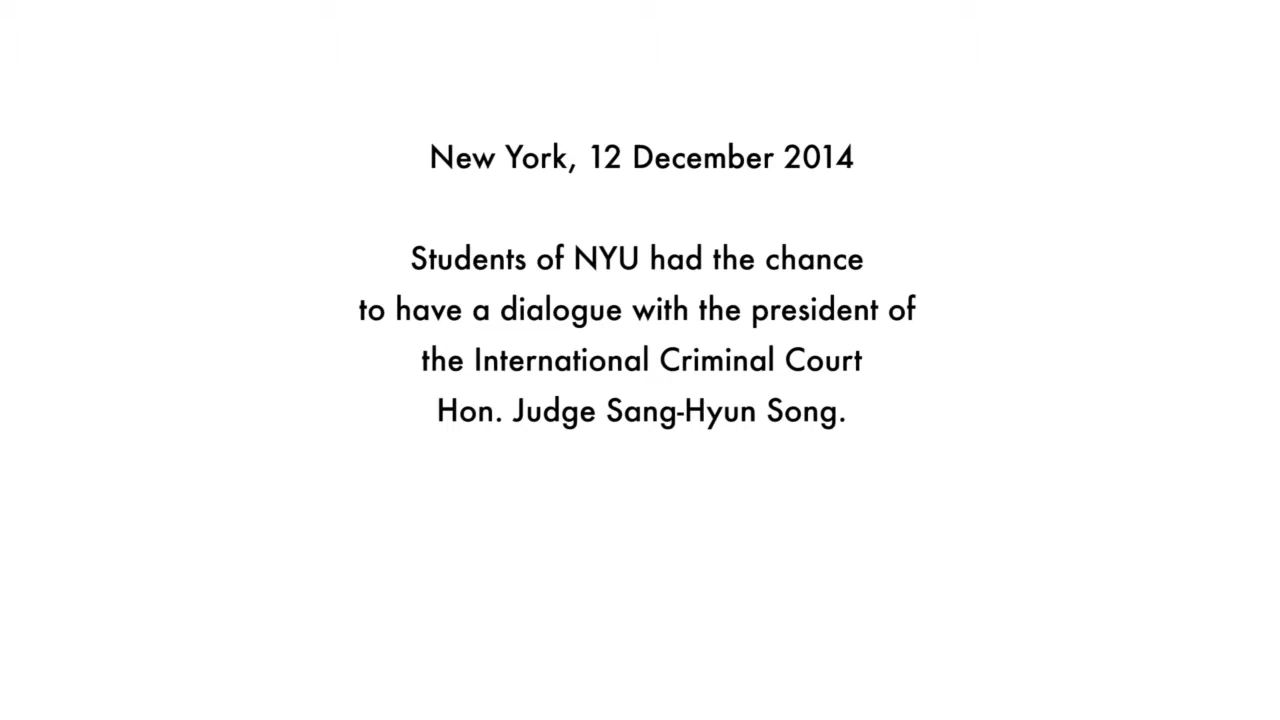 New York, 12 December 2014
Students of NYU had the chance
to have a dialogue with the president of
the International Criminal Court
Hon. Judge Sang-Hyun Song.